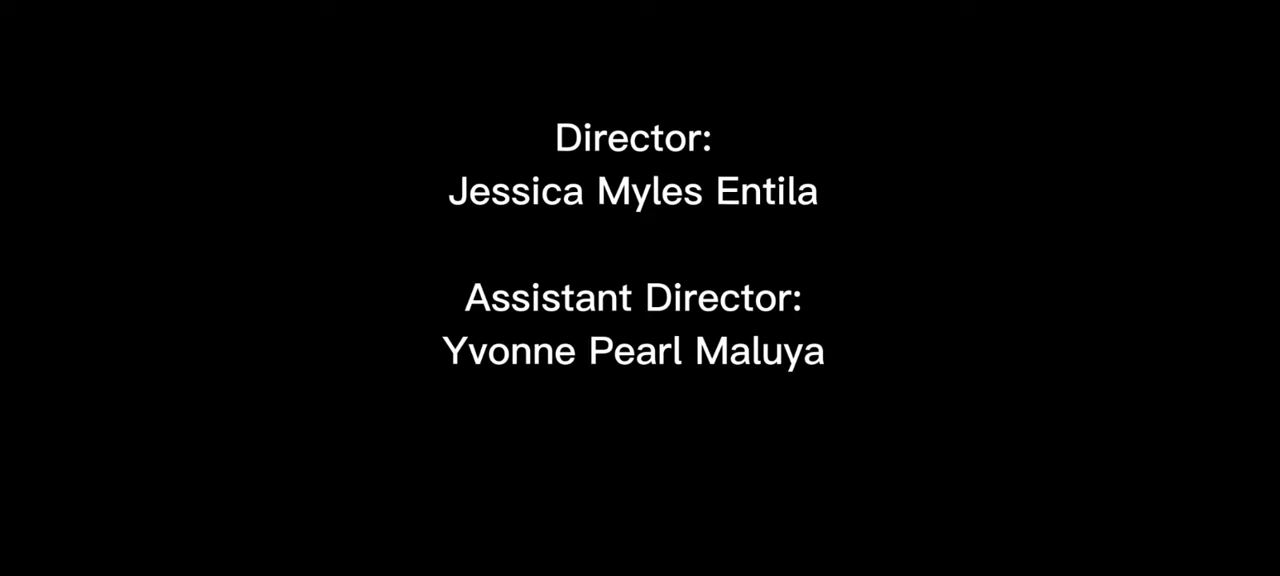 Director:
Jessica Myles Entila
Assistant Director:
Yvonne Pearl Maluya